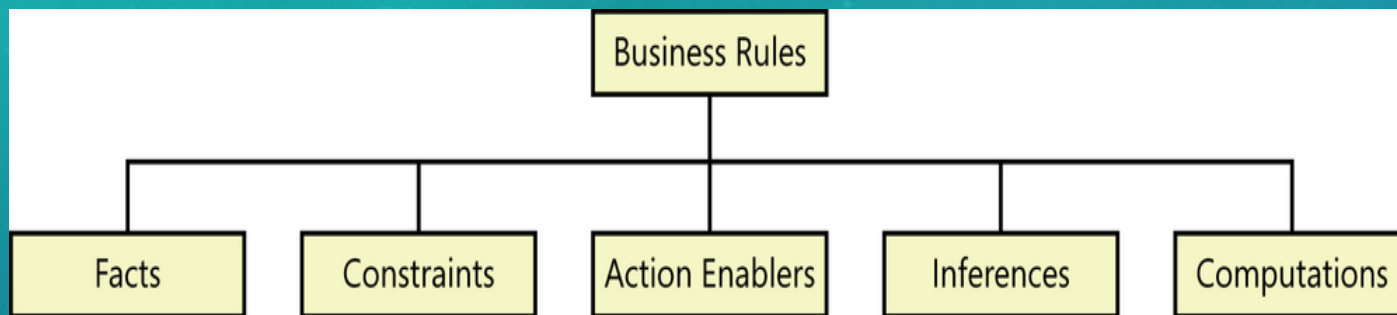 Business Rules
Facts
Constraints
Action Enablers
Inferences
Computations